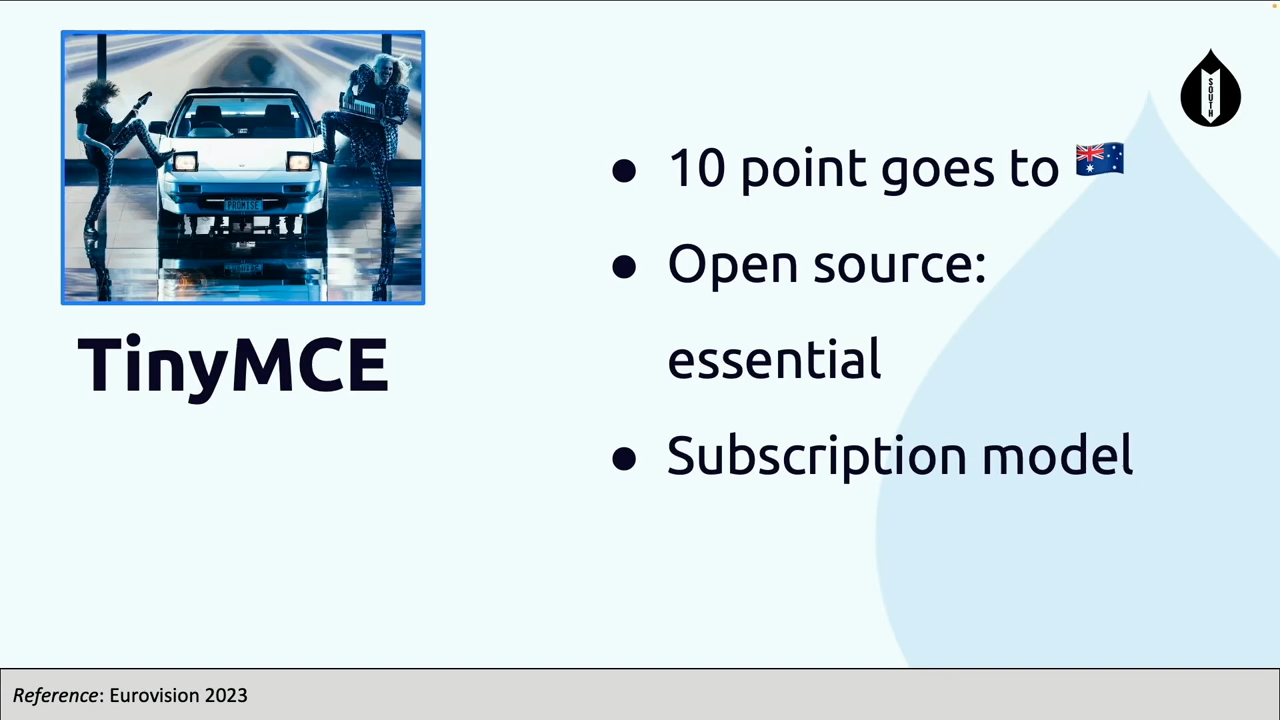 SOUTH
PROMISE
TinyMCE
● 10 point goes to 🇦🇺
● Open source:
essential
● Subscription model
Reference: Eurovision 2023